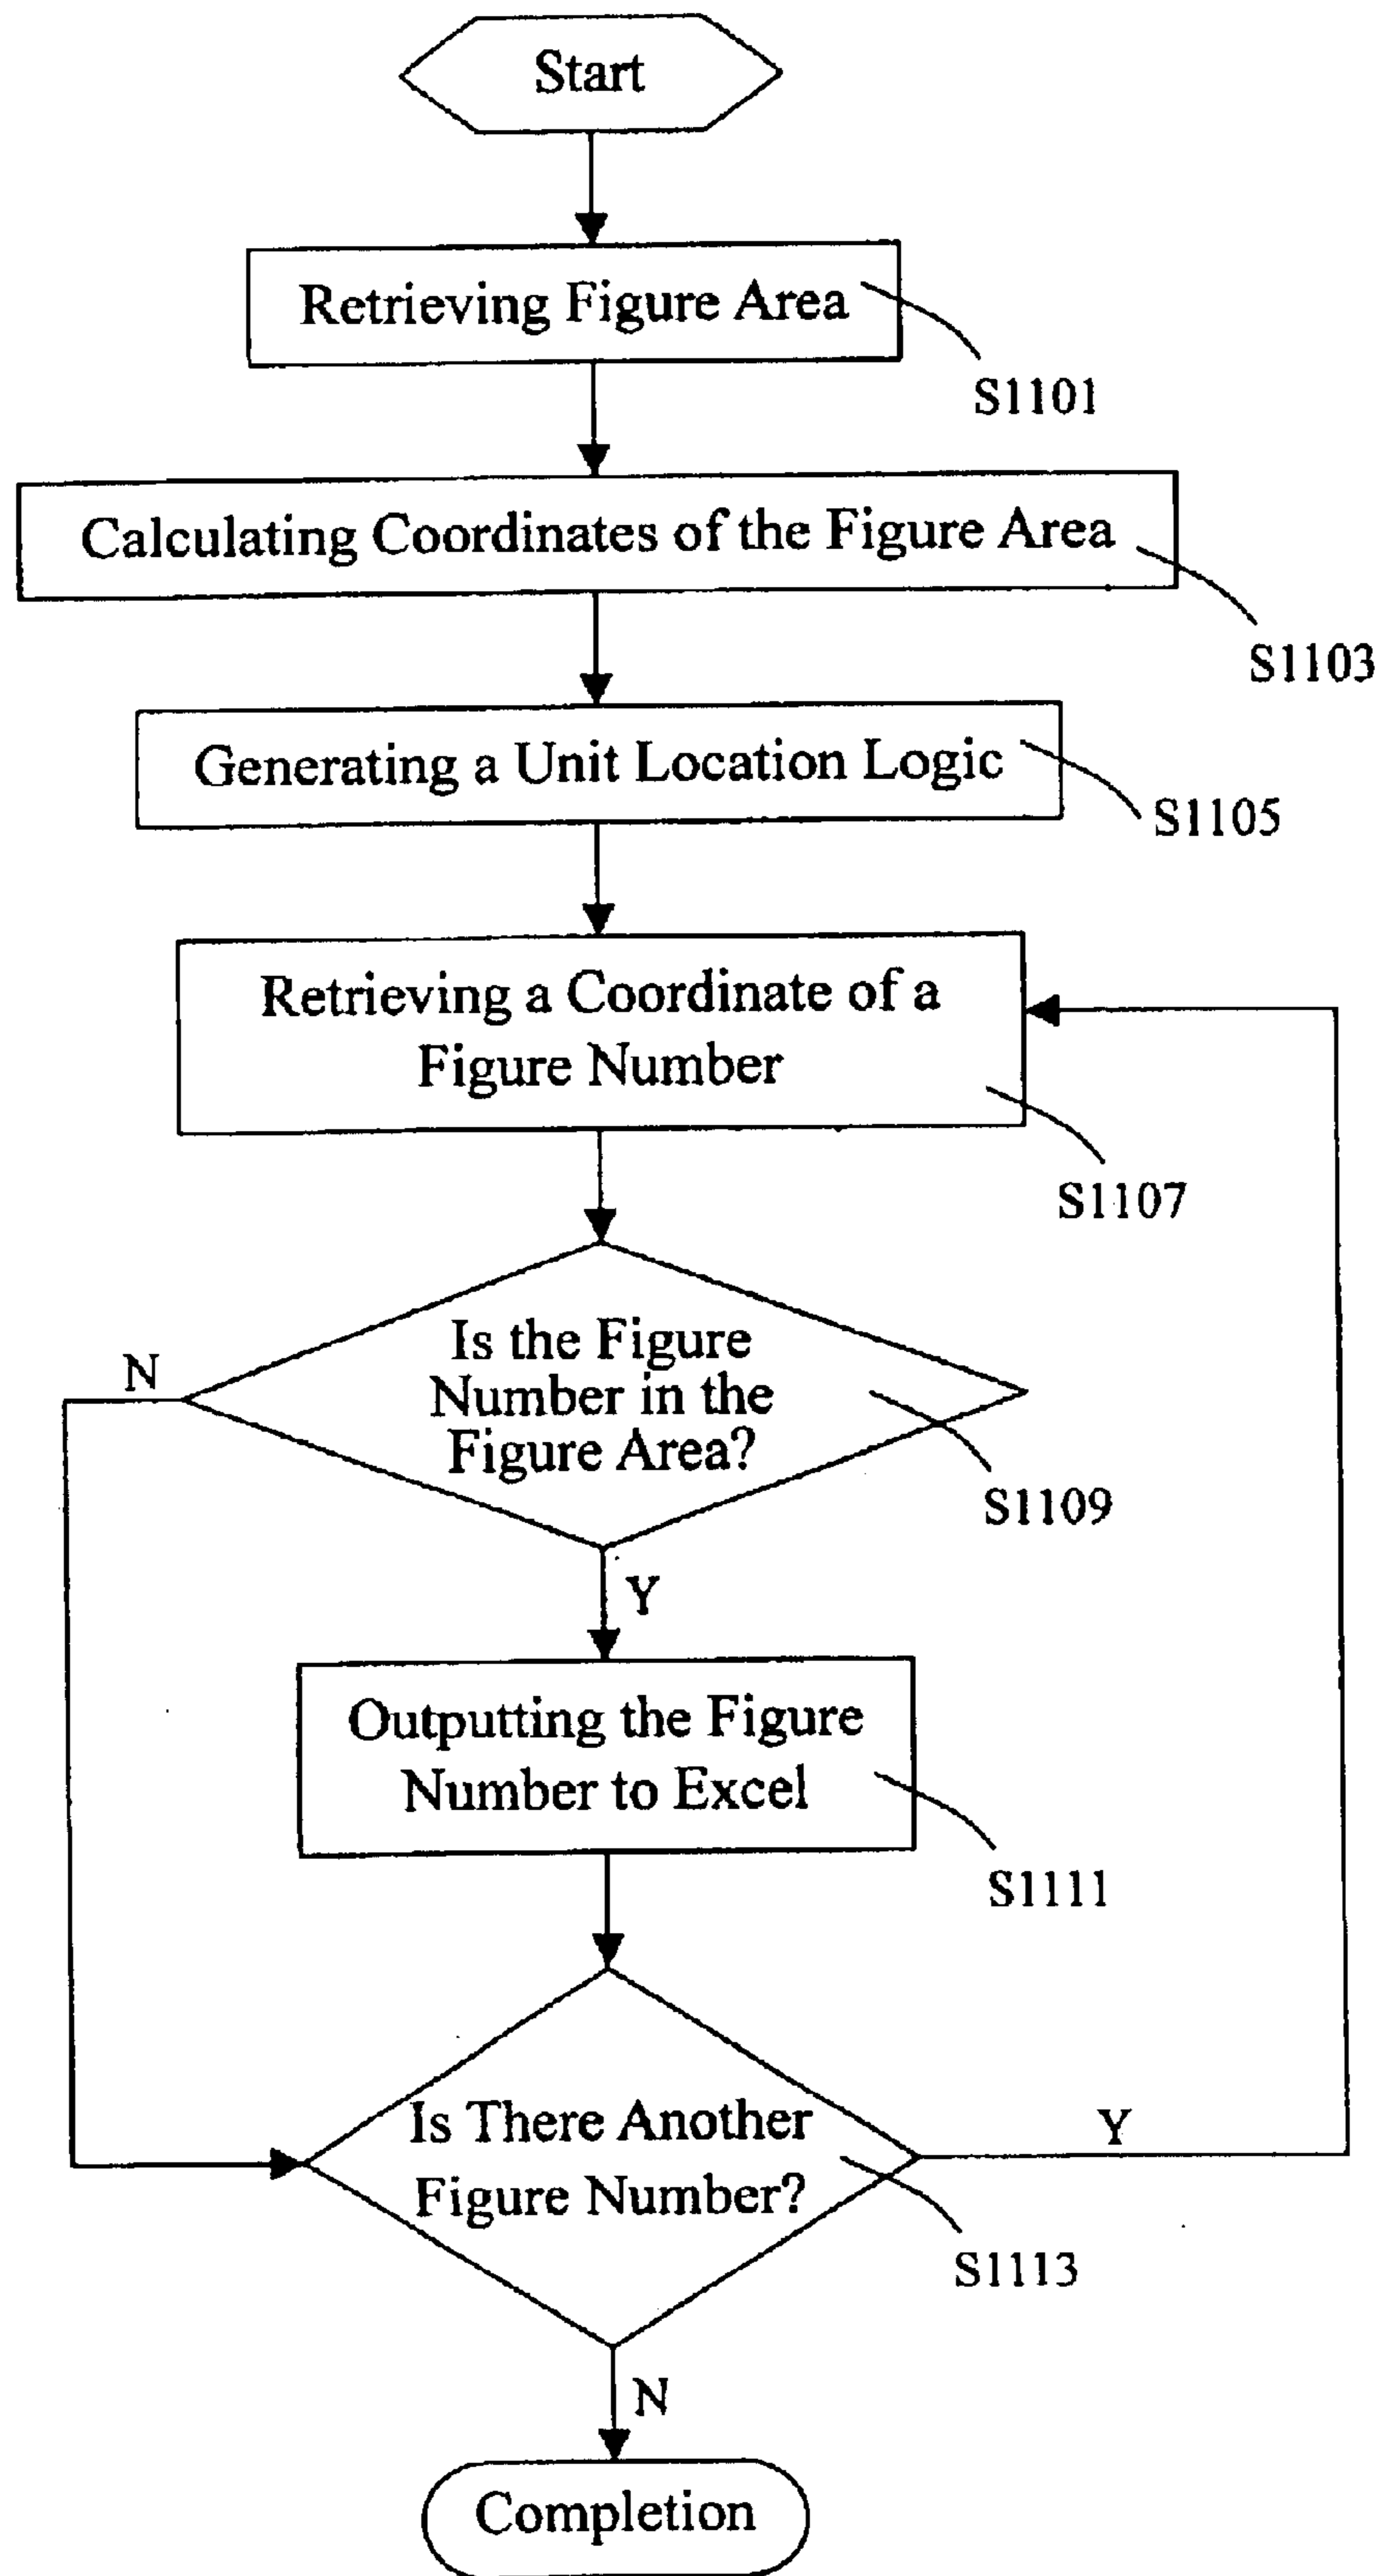 Start
Retrieving Figure Area
S1101
Calculating Coordinates of the Figure Area
S1103
Generating a Unit Location Logic
S1105
Retrieving a Coordinate of a
Figure Number
S1107
Is the Figure
Number in the
Figure Area?
N
S1109
Y
Outputting the Figure
Number to Excel
S1111
Is There Another
Figure Number?
Y
S1113
N
Completion